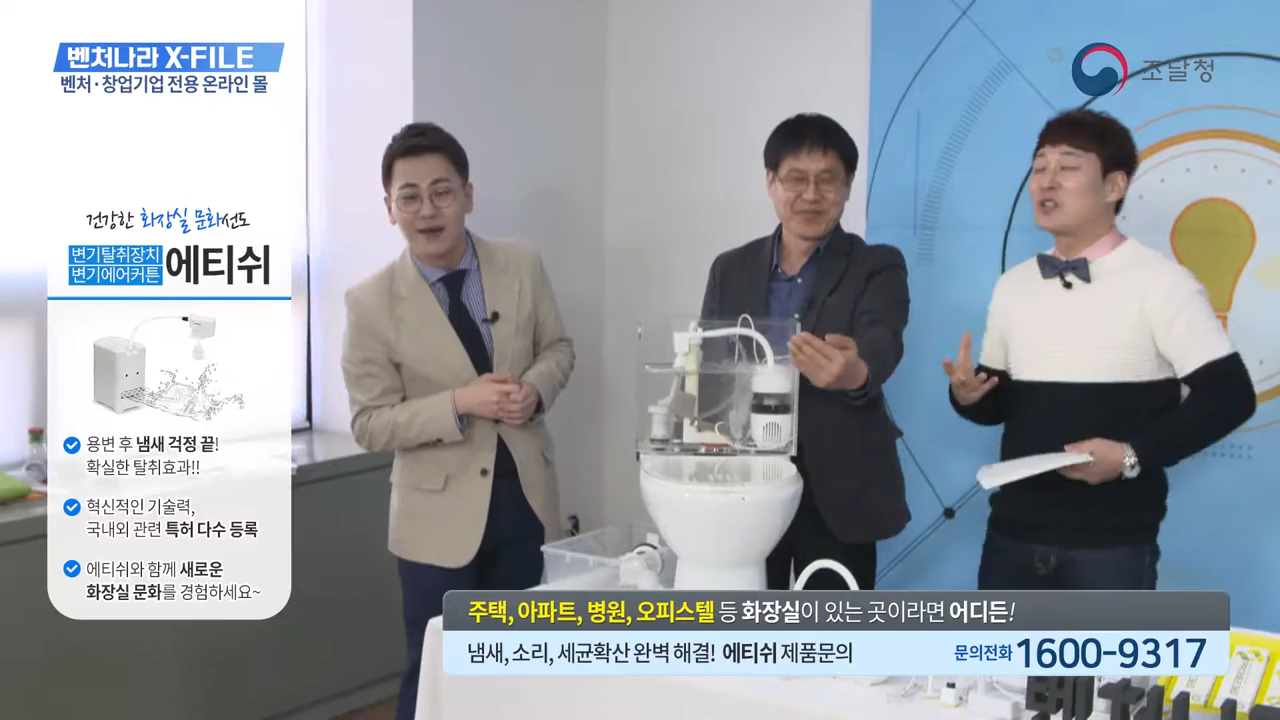 벤처나라 X-FILE
벤처·창업기업 전용 온라인 몰
조달청
건강한 화장실 문화선도
변기탈취장치
변기에어커튼
에티쉬
용변 후 냄새 걱정 끝!
확실한 탈취효과!!
혁신적인 기술력,
국내외 관련 특허 다수 등록
에티쉬와 함께 새로운
화장실 문화를 경험하세요~
주택, 아파트, 병원, 오피스텔 등 화장실이 있는 곳이라면 어디든!
냄새, 소리, 세균확산 완벽 해결! 에티쉬 제품문의
문의전화 1600-9317